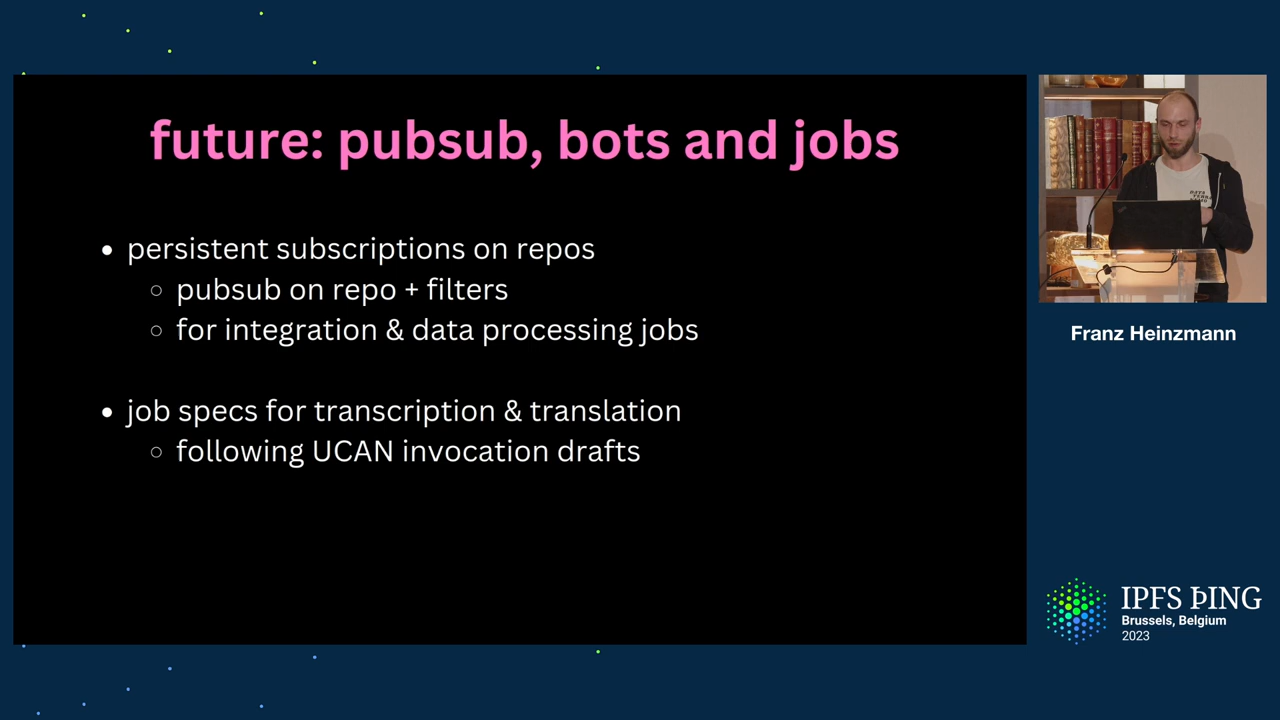 future: pubsub, bots and jobs
persistent subscriptions on repos
pubsub on repo + filters
for integration & data processing jobs
job specs for transcription & translation
following UCAN invocation drafts
Franz Heinzmann
IPFS ÞING
Brussels, Belgium
2023